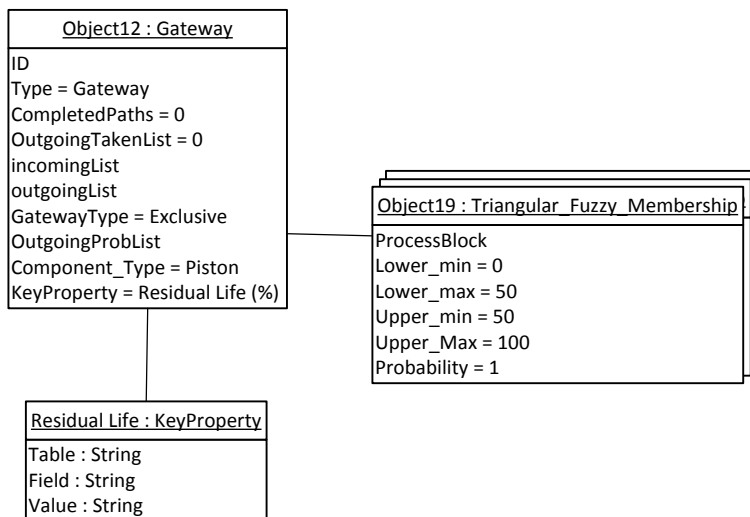 Object12 : Gateway
ID
Type = Gateway
CompletedPaths = 0
OutgoingTakenList = 0
incomingList
outgoingList
GatewayType = Exclusive
OutgoingProbList
Component_Type = Piston
KeyProperty = Residual Life (%)
Object19 : Triangular_Fuzzy_Membership
ProcessBlock
Lower_min = 0
Lower_max = 50
Upper_min = 50
Upper_Max = 100
Probability = 1
Residual Life : KeyProperty
Table : String
Field : String
Value : String